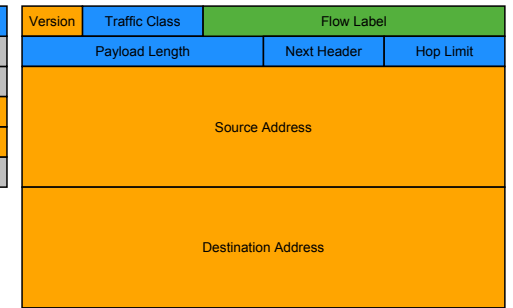 Version Traffic Class Flow Label
Payload Length Next Header Hop Limit
Source Address
Destination Address